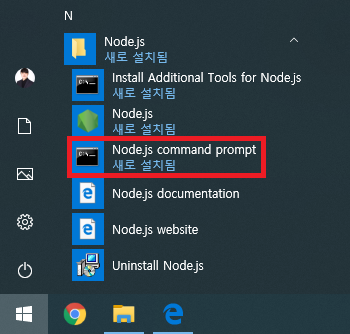 N
Node.js
새로 설치됨
Install Additional Tools for Node.js
새로 설치됨
Node.js
새로 설치됨
Node.js command prompt
새로 설치됨
Node.js documentation
Node.js website
Uninstall Node.js